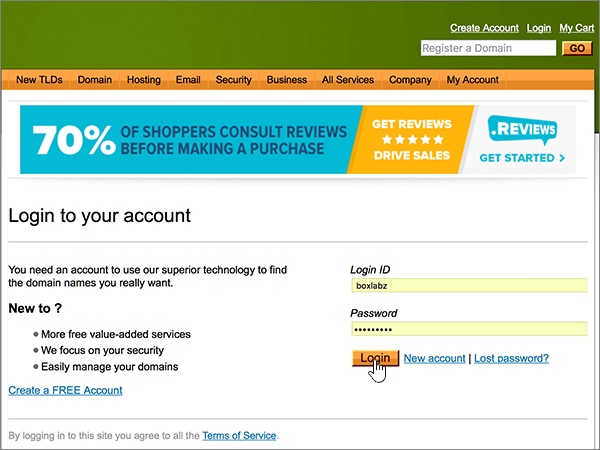 Create Account Login My Cart
Register a Domain GO
New TLDs Domain Hosting Email Security Business All Services Company My Account
70% OF SHOPPERS CONSULT REVIEWS
BEFORE MAKING A PURCHASE
GET REVIEWS
DRIVE SALES
.REVIEWS
GET STARTED >
Login to your account
You need an account to use our superior technology to find
the domain names you really want.
New to ?
• More free value-added services
• We focus on your security
• Easily manage your domains
Create a FREE Account
Login ID
boxlabz
Password
•••••••••
Login New account | Lost password?
By logging in to this site you agree to all the Terms of Service.